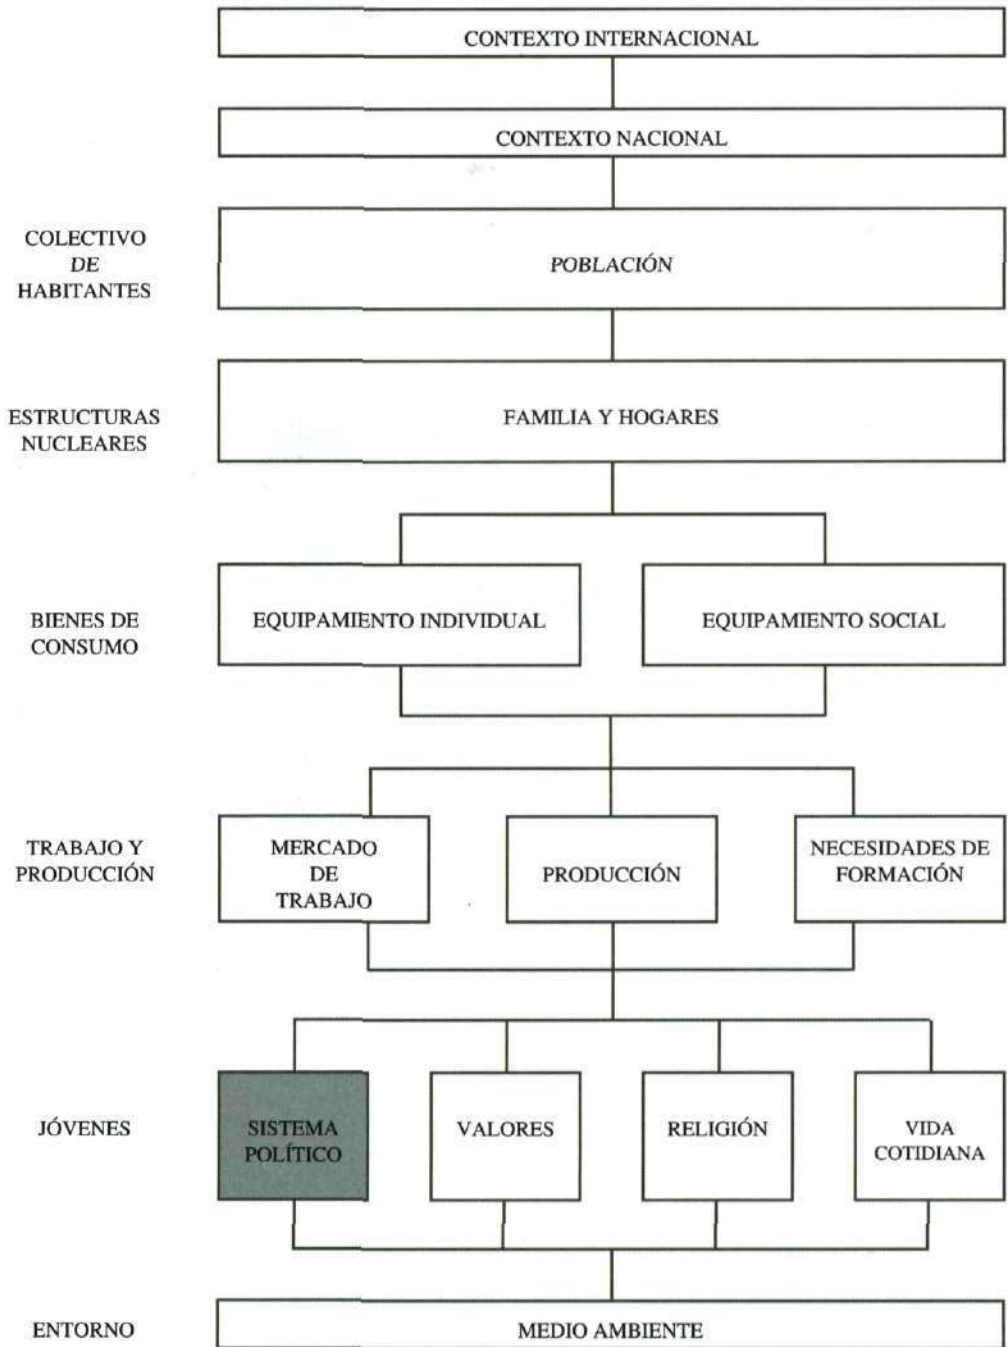 CONTEXTO INTERNACIONAL
CONTEXTO NACIONAL
COLECTIVO
DE
HABITANTES
POBLACIÓN
ESTRUCTURAS
NUCLEARES
FAMILIA Y HOGARES
BIENES DE
CONSUMO
EQUIPAMIENTO INDIVIDUAL
EQUIPAMIENTO SOCIAL
TRABAJO Y
PRODUCCIÓN
MERCADO
DE
TRABAJO
PRODUCCIÓN
NECESIDADES DE
FORMACIÓN
JÓVENES
SISTEMA
POLÍTICO
VALORES
RELIGIÓN
VIDA
COTIDIANA
ENTORNO
MEDIO AMBIENTE